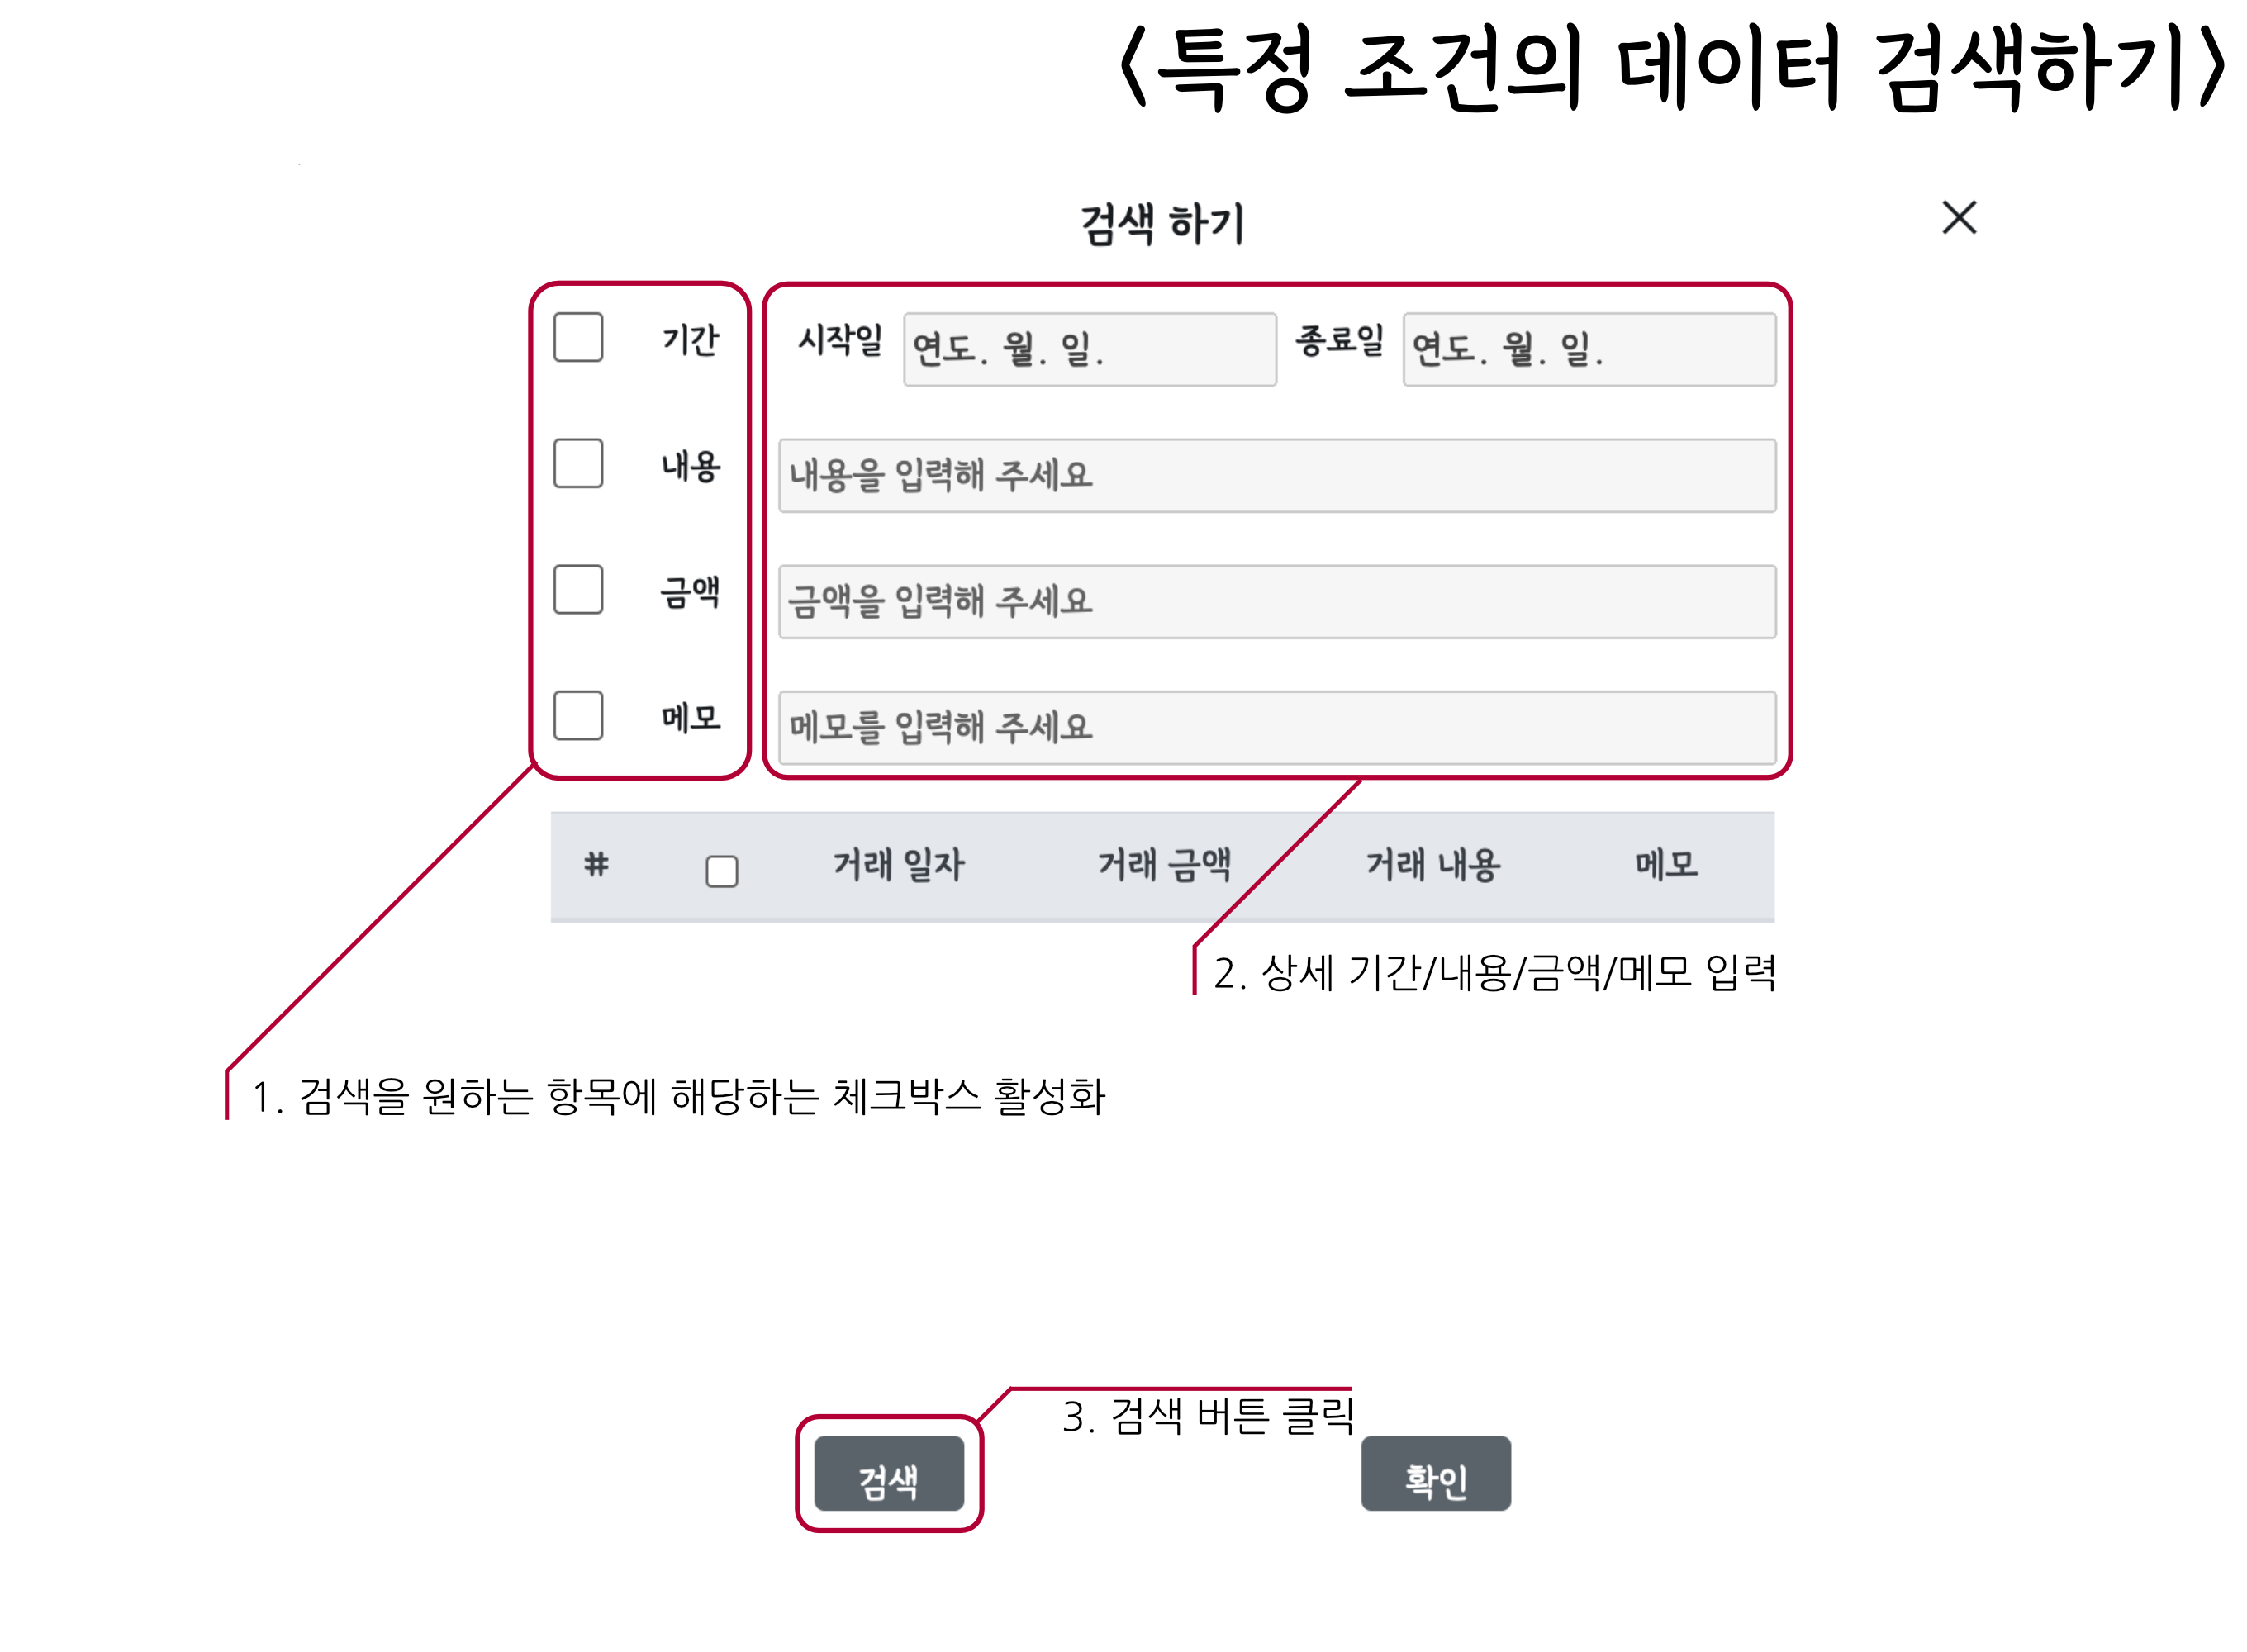 <특정 조건의 데이터 검색하기>
검색 하기
기간 시작일 연도. 월. 일. 종료일 연도. 월. 일.
내용 내용을 입력해 주세요
금액 금액을 입력해 주세요
메모 메모를 입력해 주세요
# 거래 일자 거래 금액 거래 내용 메모
2. 상세 기간/내용/금액/메모 입력
1. 검색을 원하는 항목에 해당하는 체크박스 활성화
3. 검색 버튼 클릭
검색 확인